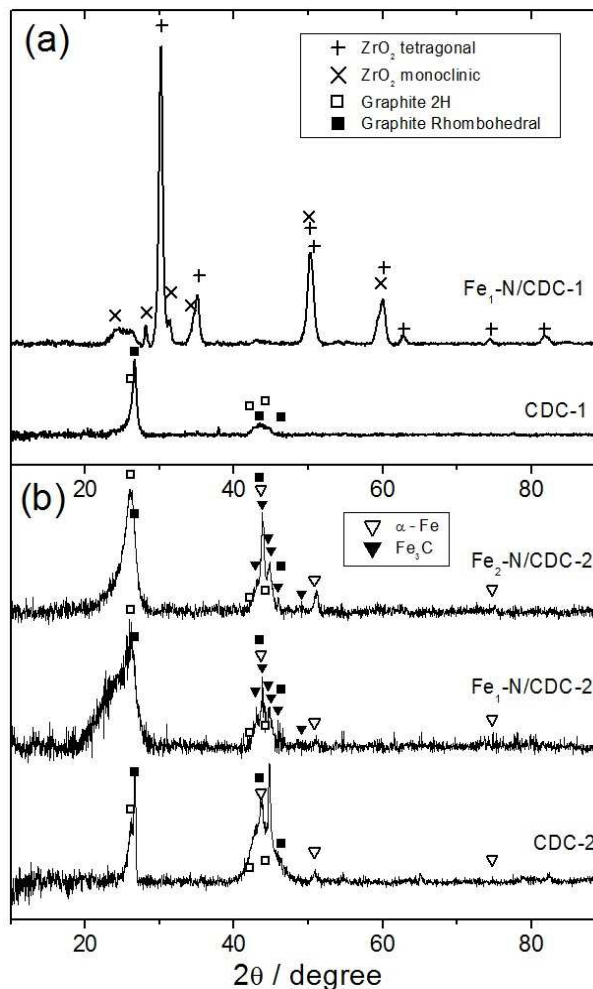 (a)
ZrO₂ tetragonal
ZrO₂ monoclinic
Graphite 2H
Graphite Rhombohedral
Fe₁-N/CDC-1
CDC-1
20 40 60 80
(b)
α - Fe
Fe₃C
Fe₂-N/CDC-2
Fe₁-N/CDC-2
CDC-2
20 40 60 80
2θ / degree